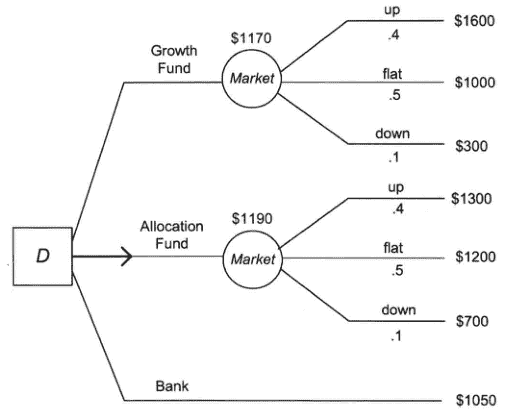 up
$1600
.4
$1170
Growth
Fund
Market
flat
$1000
.5
down
$300
.1
up
$1300
.4
Allocation
Fund
$1190
D
Market
flat
$1200
.5
down
$700
.1
Bank
$1050